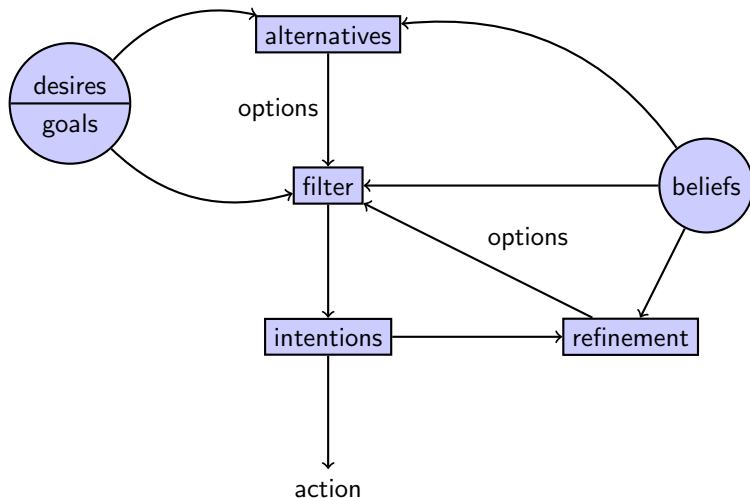 alternatives
desires
goals
options
filter
beliefs
options
intentions
refinement
action